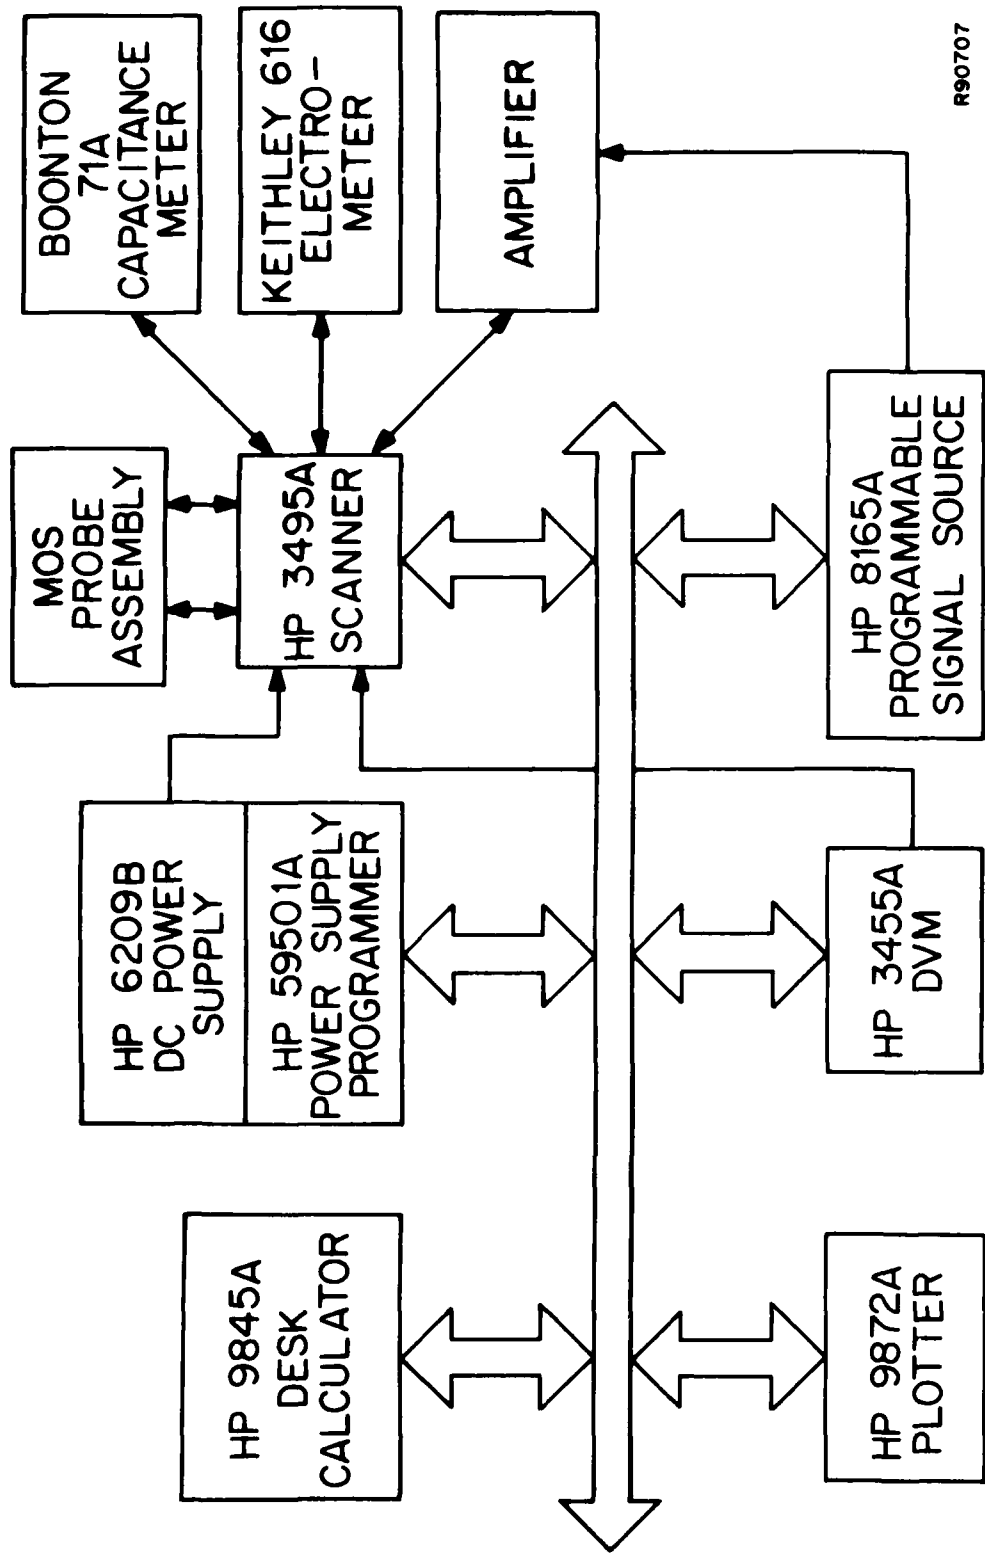 HP 9845A
DESK
CALCULATOR
HP 6209B
DC POWER
SUPPLY
HP 59501A
POWER SUPPLY
PROGRAMMER
MOS
PROBE
ASSEMBLY
HP 3495A
SCANNER
BOONTON
71A
CAPACITANCE
METER
KEITHLEY 616
ELECTRO-
METER
AMPLIFIER
HP 9872A
PLOTTER
HP 3455A
DVM
HP 8165A
PROGRAMMABLE
SIGNAL SOURCE
R90707